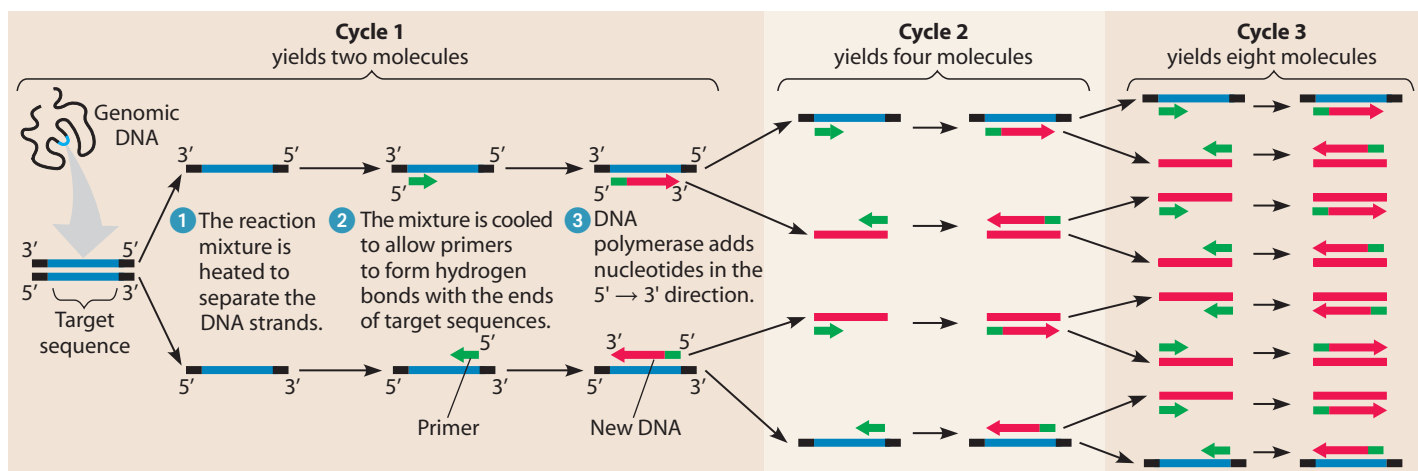 Cycle 1
yields two molecules
Cycle 2
yields four molecules
Cycle 3
yields eight molecules
Genomic
DNA
3′ 5′
5′ 3′
Target
sequence
3′ 5′
1 The reaction
mixture is
heated to
separate the
DNA strands.
5′ 3′
3′ 5′
5′
2 The mixture is cooled
to allow primers
to form hydrogen
bonds with the ends
of target sequences.
5′
5′ 3′
Primer
3′ 5′
5′ 3′
3 DNA
polymerase adds
nucleotides in the
5' → 3' direction.
3′ 5′
5′ 3′
New DNA